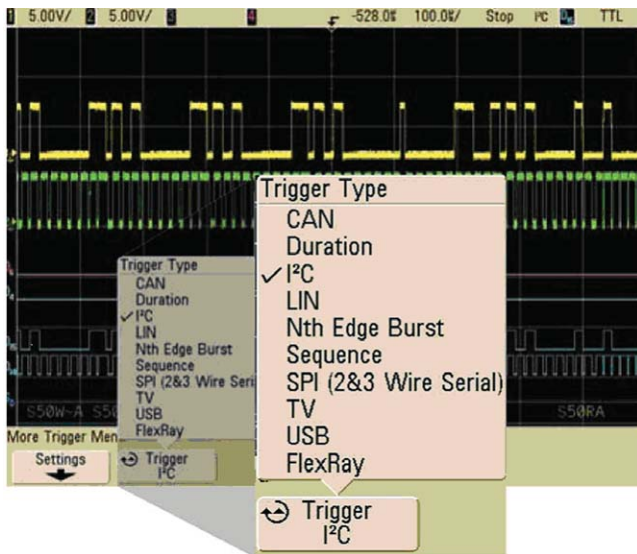 1 5.00V/ 2 5.00V/ 3 4 -528.0% 100.0%/ Stop I²C TTL
Trigger Type
CAN
Duration
✓ I²C
LIN
Nth Edge Burst
Sequence
SPI (2&3 Wire Serial)
TV
USB
FlexRay
Trigger
I²C
Trigger Type
CAN
Duration
✓ I²C
LIN
Nth Edge Burst
Sequence
SPI (2&3 Wire Seri
TV
USB
FlexRay
S50W~A S50RA
More Trigger Men
Settings
Trigger
I²C